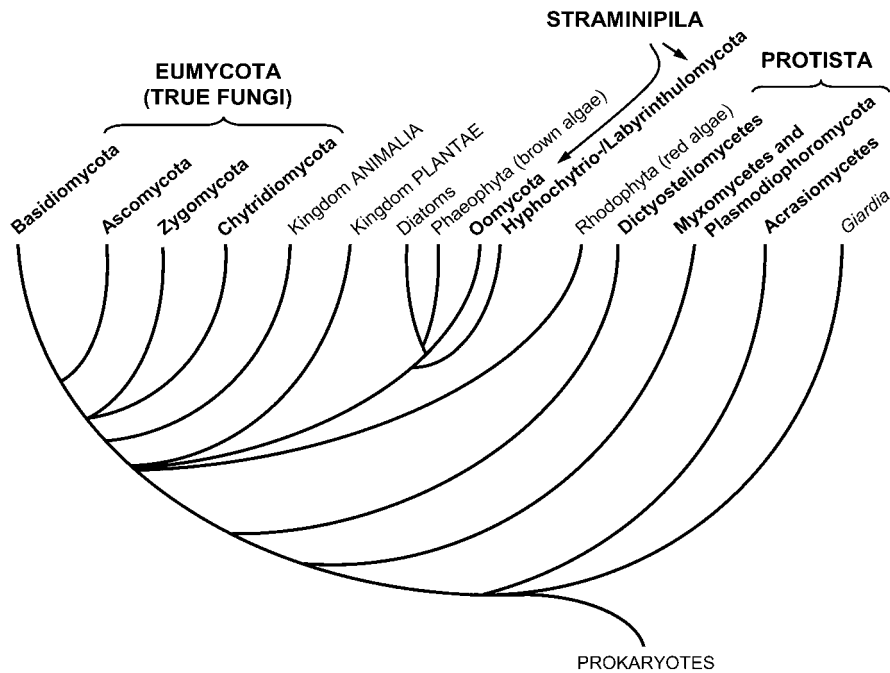 STRAMINIPILA
EUMYCOTA
(TRUE FUNGI)
PROTISTA
Basidiomycota
Ascomycota
Zygomycota
Chytridiomycota
Kingdom ANIMALIA
Kingdom PLANTAE
Diatoms
Phaeophyta (brown algae)
Oomycota
Hyphochytrio-/Labyrinthulomycota
Rhodophyta (red algae)
Dictyosteliomycetes
Myxomycetes and
Plasmodiophoromycota
Acrasiomycetes
Giardia
PROKARYOTES